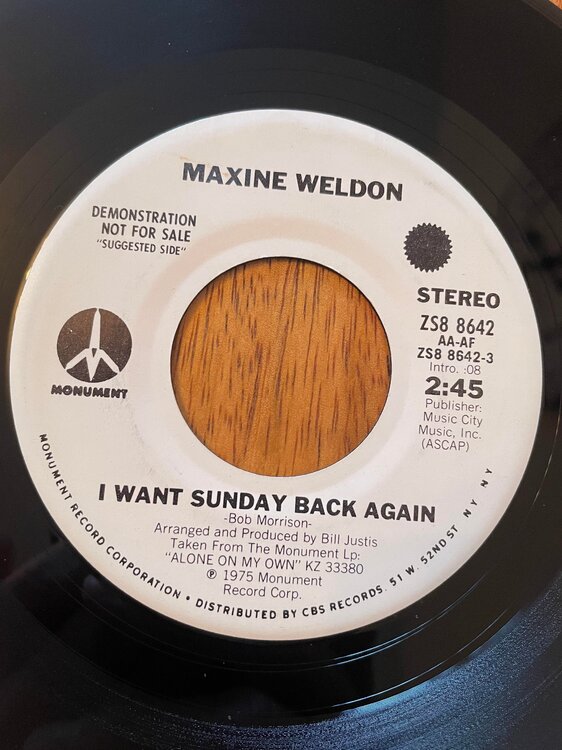 MAXINE WELDON
DEMONSTRATION
NOT FOR SALE
"SUGGESTED SIDE"
MONUMENT
STEREO
ZS8 8642
AA-AF
ZS8 8642-3
Intro. :08
2:45
Publisher:
Music City
Music, Inc.
(ASCAP)
I WANT SUNDAY BACK AGAIN
-Bob Morrison-
Arranged and Produced by Bill Justis
Taken From The Monument Lp:
"ALONE ON MY OWN" KZ 33380
℗ 1975 Monument
Record Corp.
MONUMENT RECORD CORPORATION • DISTRIBUTED BY CBS RECORDS. 51 W. 52ND ST. NY NY